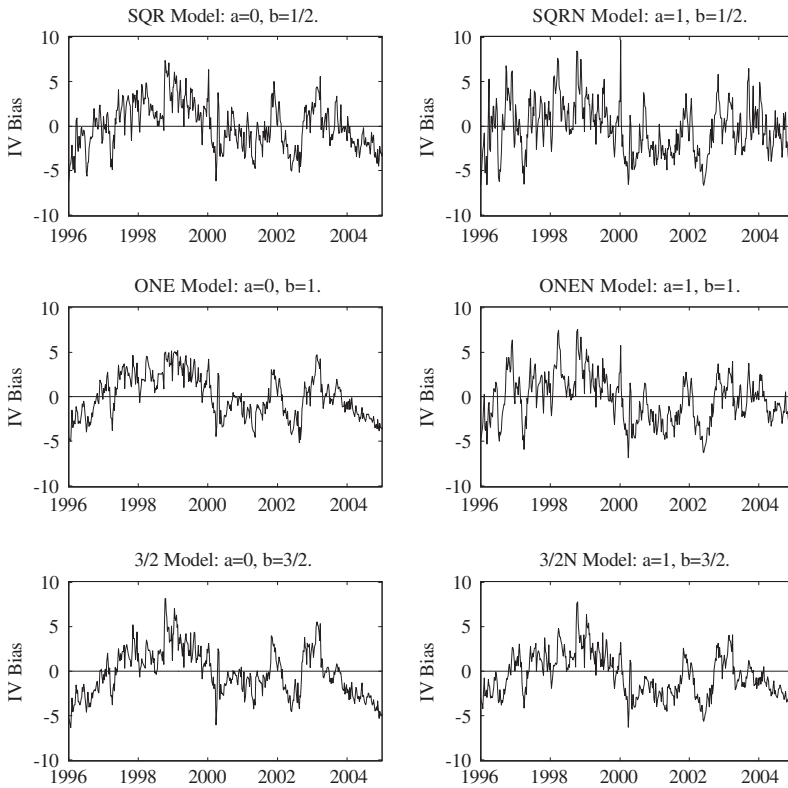 SQR Model: a=0, b=1/2.
10
5
0
-5
-10
IV Bias
1996 1998 2000 2002 2004
SQRN Model: a=1, b=1/2.
10
5
0
-5
-10
IV Bias
1996 1998 2000 2002 2004
ONE Model: a=0, b=1.
10
5
0
-5
-10
IV Bias
1996 1998 2000 2002 2004
ONEN Model: a=1, b=1.
10
5
0
-5
-10
IV Bias
1996 1998 2000 2002 2004
3/2 Model: a=0, b=3/2.
10
5
0
-5
-10
IV Bias
1996 1998 2000 2002 2004
3/2N Model: a=1, b=3/2.
10
5
0
-5
-10
IV Bias
1996 1998 2000 2002 2004